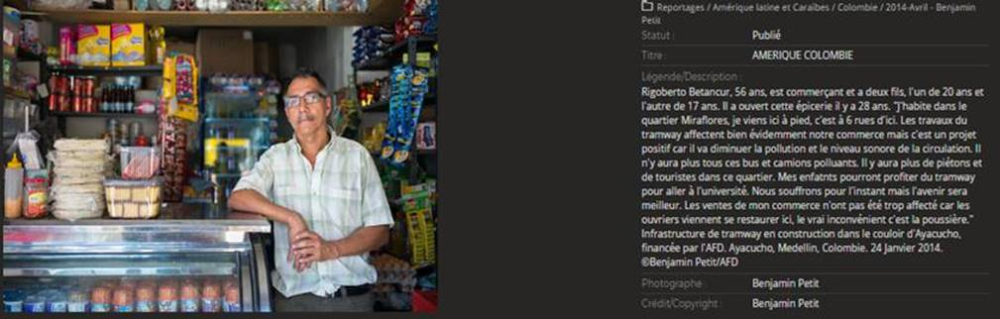 Reportages / Amérique latine et Caraïbes / Colombie / 2014-Avril - Benjamin
Petit
Statut : Publié
Titre : AMERIQUE COLOMBIE
Légende/Description :
Rigoberto Betancur, 56 ans, est commerçant et a deux fils, l'un de 20 ans et
l'autre de 17 ans. Il a ouvert cette épicerie il y a 28 ans. "J'habite dans le
quartier Miraflores, je viens ici à pied, c'est à 6 rues d'ici. Les travaux du
tramway affectent bien évidemment notre commerce mais c'est un projet
positif car il va diminuer la pollution et le niveau sonore de la circulation. Il
n'y aura plus tous ces bus et camions polluants. Il y aura plus de piétons et
de touristes dans ce quartier. Mes enfatnts pourront profiter du tramway
pour aller à l'université. Nous souffrons pour l'instant mais l'avenir sera
meilleur. Les ventes de mon commerce n'ont pas été trop affecté car les
ouvriers viennent se restaurer ici, le vrai inconvénient c'est la poussière."
Infrastructure de tramway en construction dans le couloir d'Ayacucho,
financée par l'AFD. Ayacucho, Medellin, Colombie. 24 Janvier 2014.
©Benjamin Petit/AFD
Photographe : Benjamin Petit
Crédit/Copyright : Benjamin Petit